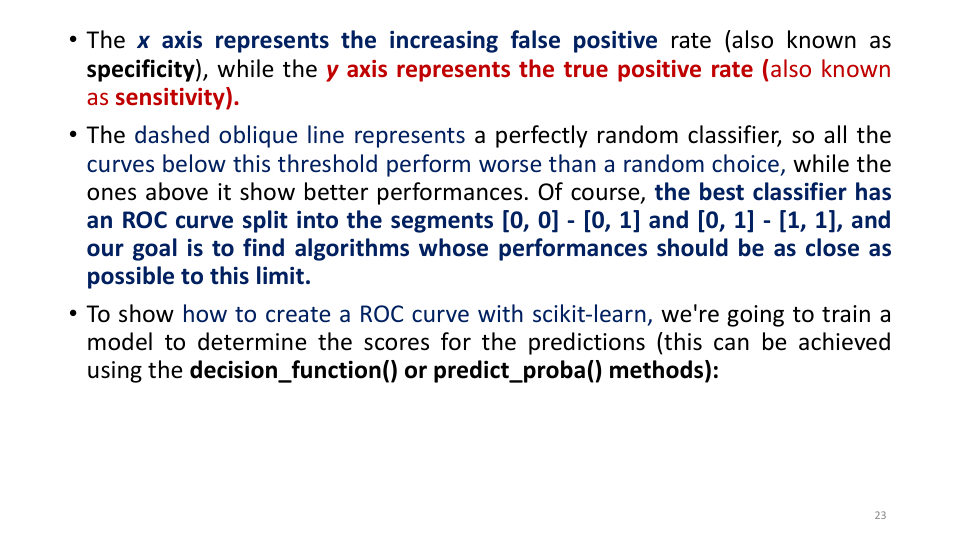 • The x axis represents the increasing false positive rate (also known as
specificity), while the y axis represents the true positive rate (also known
as sensitivity).
• The dashed oblique line represents a perfectly random classifier, so all the
curves below this threshold perform worse than a random choice, while the
ones above it show better performances. Of course, the best classifier has
an ROC curve split into the segments [0, 0] - [0, 1] and [0, 1] - [1, 1], and
our goal is to find algorithms whose performances should be as close as
possible to this limit.
• To show how to create a ROC curve with scikit-learn, we're going to train a
model to determine the scores for the predictions (this can be achieved
using the decision_function() or predict_proba() methods):
23